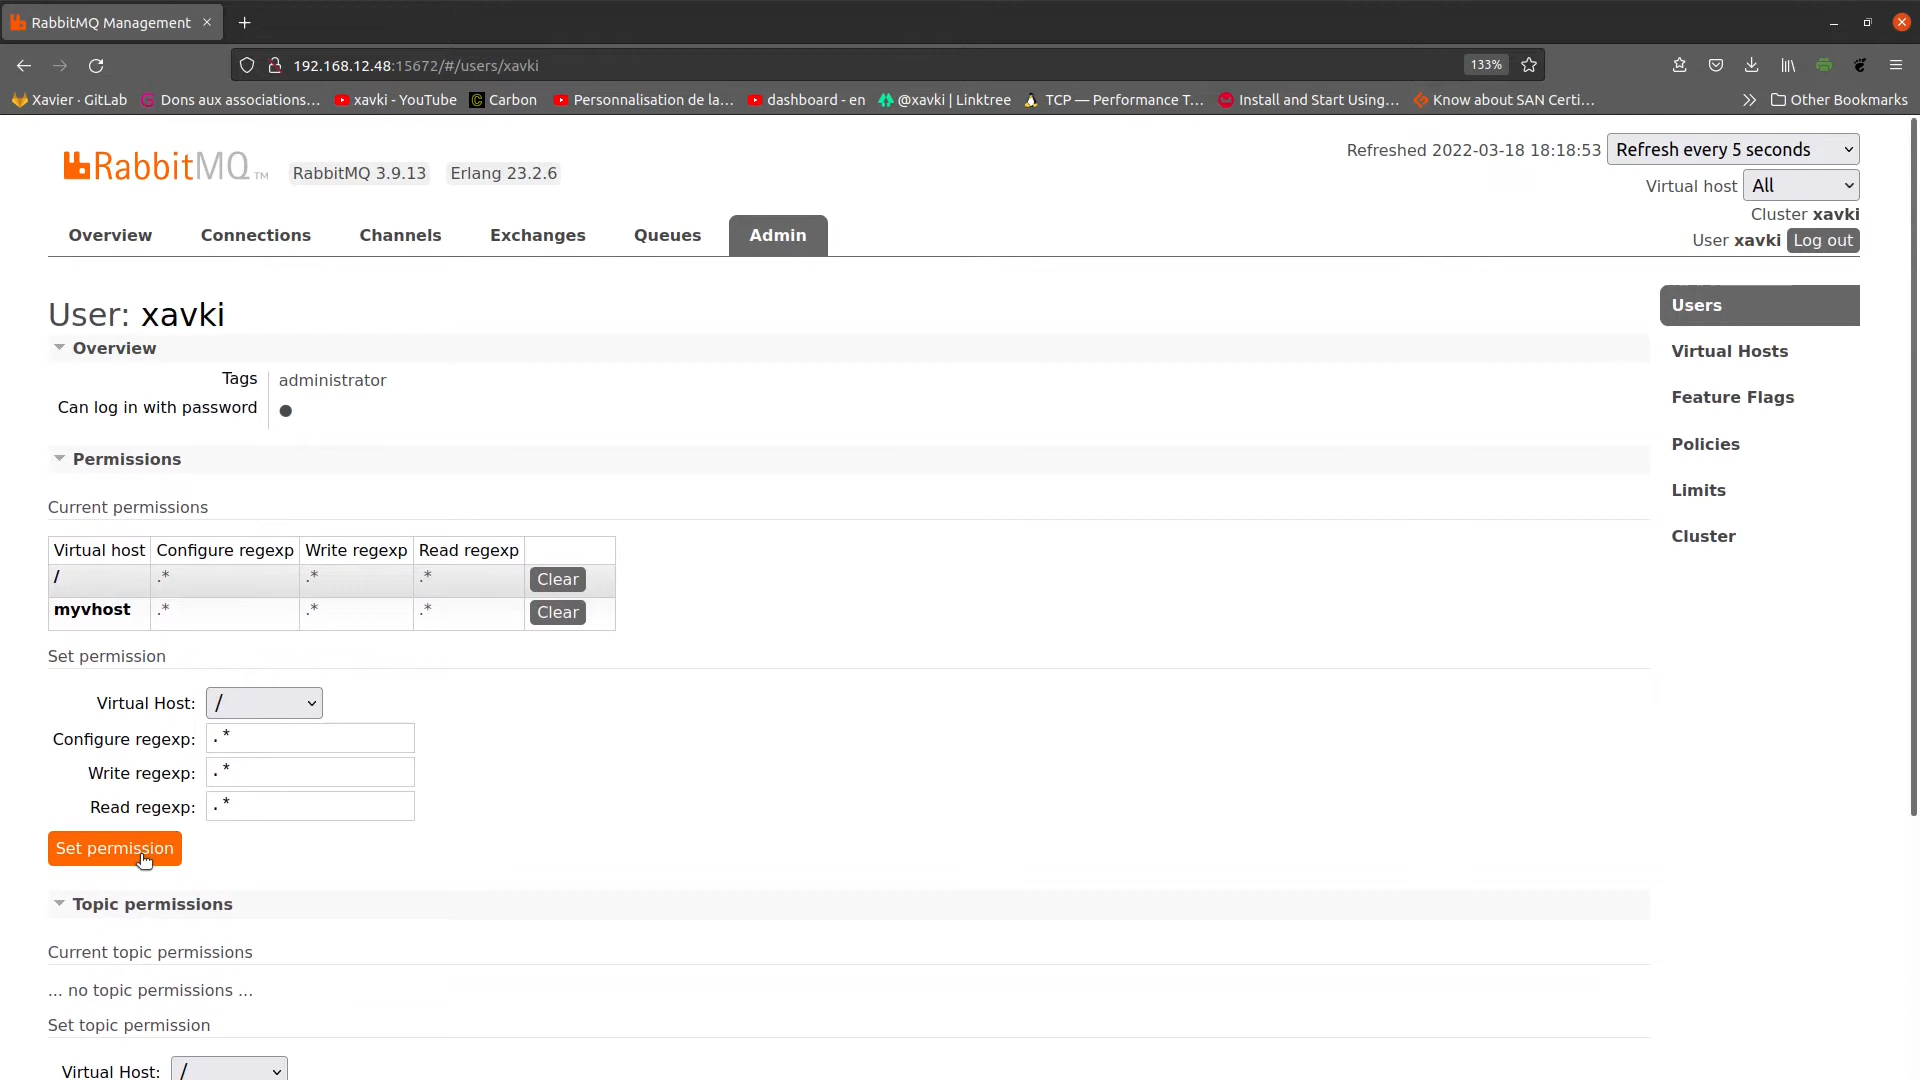 RabbitMQ Management
192.168.12.48:15672/#/users/xavki
133%
Xavier · GitLab
Dons aux associations…
xavki - YouTube
Carbon
Personnalisation de la…
dashboard - en
@xavki | Linktree
TCP — Performance T…
Install and Start Using…
Know about SAN Certi…
Other Bookmarks
RabbitMQ TM
RabbitMQ 3.9.13
Erlang 23.2.6
Refreshed 2022-03-18 18:18:53
Refresh every 5 seconds
Virtual host All
Cluster xavki
User xavki Log out
Overview
Connections
Channels
Exchanges
Queues
Admin
User: xavki
Overview
Tags administrator
Can log in with password
Permissions
Current permissions
Virtual host Configure regexp Write regexp Read regexp
/ .* .* .* Clear
myvhost .* .* .* Clear
Set permission
Virtual Host: /
Configure regexp: .*
Write regexp: .*
Read regexp: .*
Set permission
Topic permissions
Current topic permissions
... no topic permissions ...
Set topic permission
Virtual Host: /
Users
Virtual Hosts
Feature Flags
Policies
Limits
Cluster